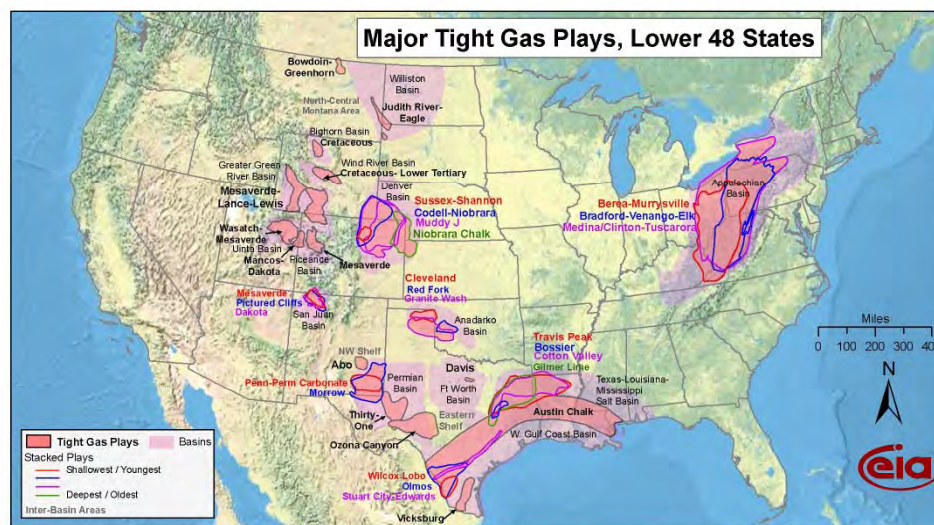 Major Tight Gas Plays, Lower 48 States
Bowdoin-
Greenhorn
Williston
Basin
North-Central
Montana Area
Judith River-
Eagle
Bighorn Basin
Cretaceous
Greater Green
River Basin
Wind River Basin
Cretaceous- Lower Tertiary
Mesaverde-
Lance-Lewis
Denver
Basin
Sussex-Shannon
Codell-Niobrara
Muddy J
Niobrara Chalk
Appalachian
Basin
Berea-Murrysville
Bradford-Venango-Elk
Medina/Clinton-Tuscarora
Wasatch-
Mesaverde
Uinta Basin
Mancos-
Dakota
Piceance
Basin
Mesaverde
Cleveland
Red Fork
Granite Wash
Mesaverde
Pictured Cliffs
Dakota
San Juan
Basin
Anadarko
Basin
Miles
0
100
200
300
400
Travis Peak
Bossier
Cotton Valley
Gilmer Lime
NW Shelf
Abo
Davis
Penn-Perm Carbonate
Morrow
Permian
Basin
Ft Worth
Basin
Texas-Louisiana-
Mississippi
Salt Basin
N
Thirty-
One
Eastern
Shelf
Austin Chalk
Ozona Canyon
W. Gulf Coast Basin
Wilcox Lobo
Olmos
Stuart City-Edwards
Vicksburg
Tight Gas Plays
Basins
Stacked Plays
Shallowest / Youngest
Deepest / Oldest
Inter-Basin Areas
eia